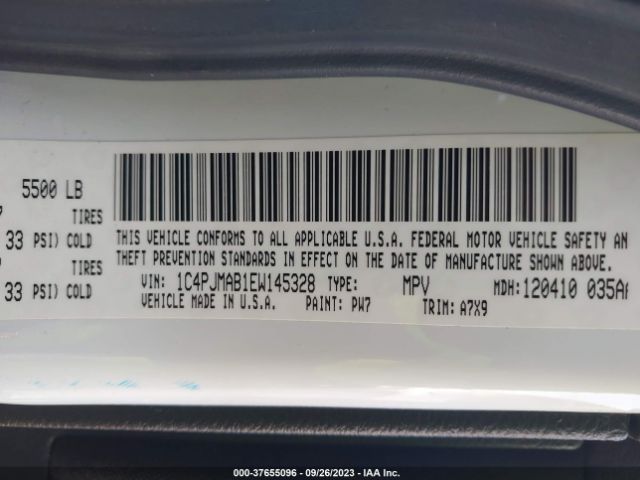 5500 LB
TIRES
33 PSI) COLD
TIRES
33 PSI) COLD
THIS VEHICLE CONFORMS TO ALL APPLICABLE U.S.A. FEDERAL MOTOR VEHICLE SAFETY AN
THEFT PREVENTION STANDARDS IN EFFECT ON THE DATE OF MANUFACTURE SHOWN ABOVE.
VIN: 1C4PJMAB1EW145328 TYPE: MPV MDH: 120410 035A
VEHICLE MADE IN U.S.A. PAINT: PW7 TRIM: A7X9
000-37655096 - 09/26/2023 - IAA Inc.